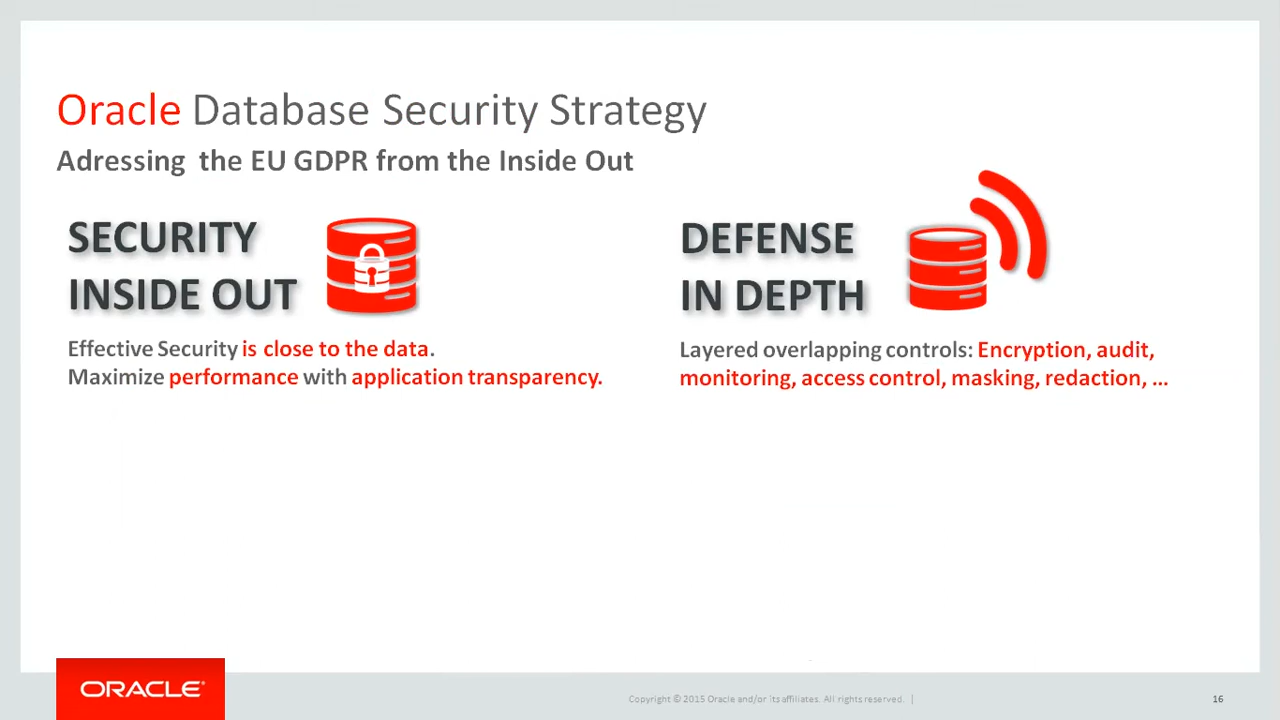 Oracle Database Security Strategy
Adressing the EU GDPR from the Inside Out
SECURITY
INSIDE OUT
Effective Security is close to the data.
Maximize performance with application transparency.
DEFENSE
IN DEPTH
Layered overlapping controls: Encryption, audit,
monitoring, access control, masking, redaction, ...
ORACLE®
Copyright © 2015 Oracle and/or its affiliates. All rights reserved. |
16